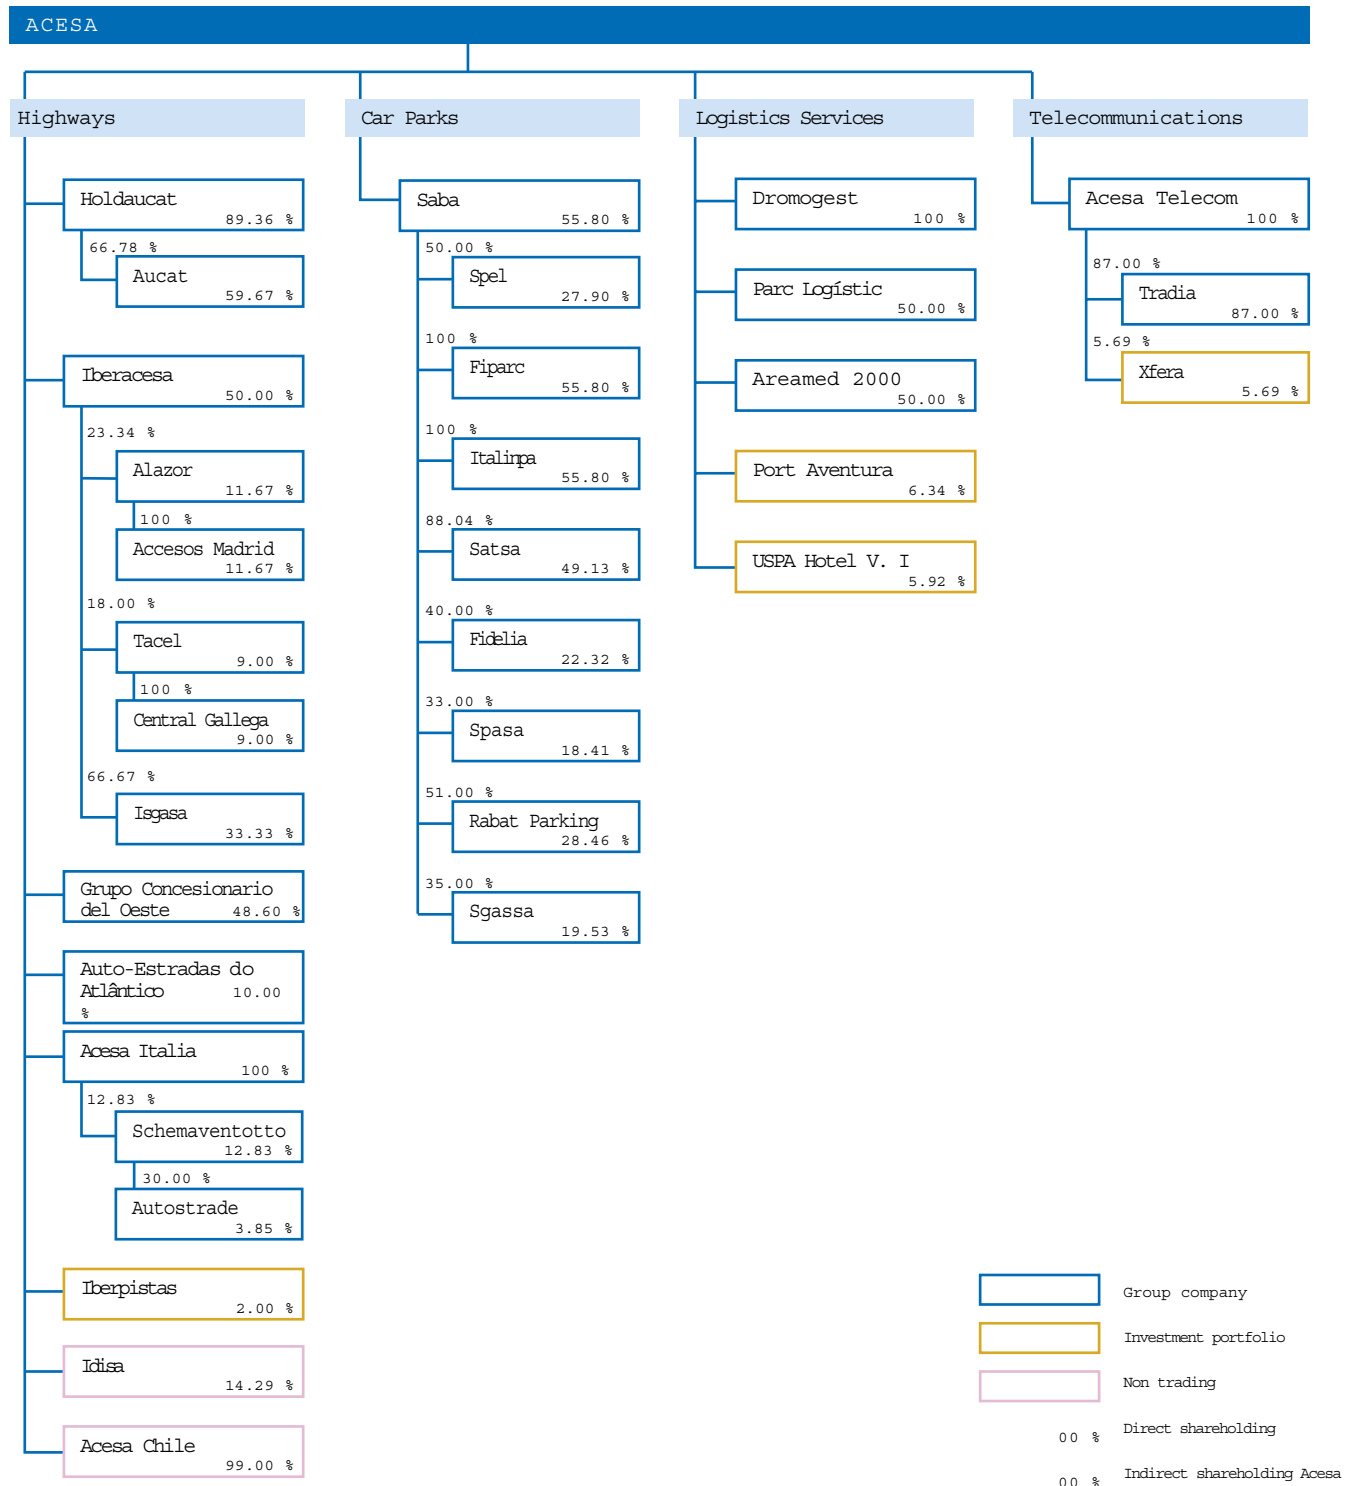 ACESA
Highways
Holdaucat
89.36 %
66.78 %
Aucat
59.67 %
Iberacesa
50.00 %
23.34 %
Alazor
11.67 %
100 %
Accesos Madrid
11.67 %
18.00 %
Tacel
9.00 %
100 %
Central Gallega
9.00 %
66.67 %
Isgasa
33.33 %
Grupo Concesionario
del Oeste 48.60 %
Auto-Estradas do
Atlântico 10.00
%
Acesa Italia
100 %
12.83 %
Schemaventotto
12.83 %
30.00 %
Autostrade
3.85 %
Iberpistas
2.00 %
Idisa
14.29 %
Acesa Chile
99.00 %
Car Parks
Saba
55.80 %
50.00 %
Spel
27.90 %
100 %
Fiparc
55.80 %
100 %
Italinpa
55.80 %
88.04 %
Satsa
49.13 %
40.00 %
Fidelia
22.32 %
33.00 %
Spasa
18.41 %
51.00 %
Rabat Parking
28.46 %
35.00 %
Sgassa
19.53 %
Logistics Services
Dromogest
100 %
Parc Logístic
50.00 %
Areamed 2000
50.00 %
Port Aventura
6.34 %
USPA Hotel V. I
5.92 %
Telecommunications
Acesa Telecom
100 %
87.00 %
Tradia
87.00 %
5.69 %
Xfera
5.69 %
Group company
Investment portfolio
Non trading
00 % Direct shareholding
00 % Indirect shareholding Acesa